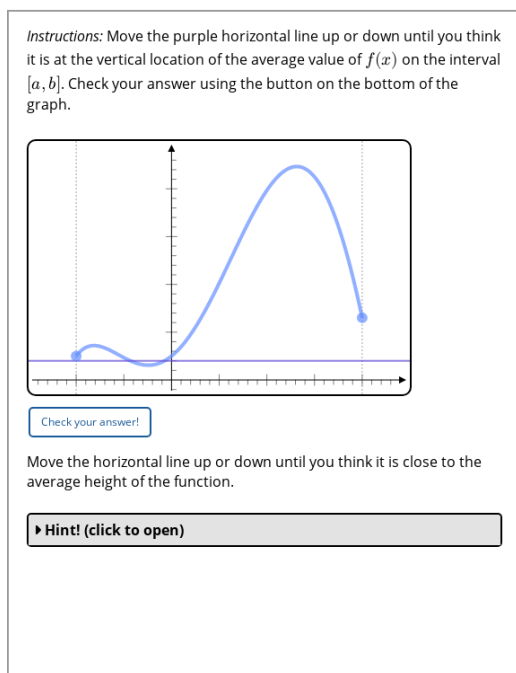 Instructions: Move the purple horizontal line up or down until you think
it is at the vertical location of the average value of f(x) on the interval
[a, b]. Check your answer using the button on the bottom of the
graph.
Check your answer!
Move the horizontal line up or down until you think it is close to the
average height of the function.
Hint! (click to open)